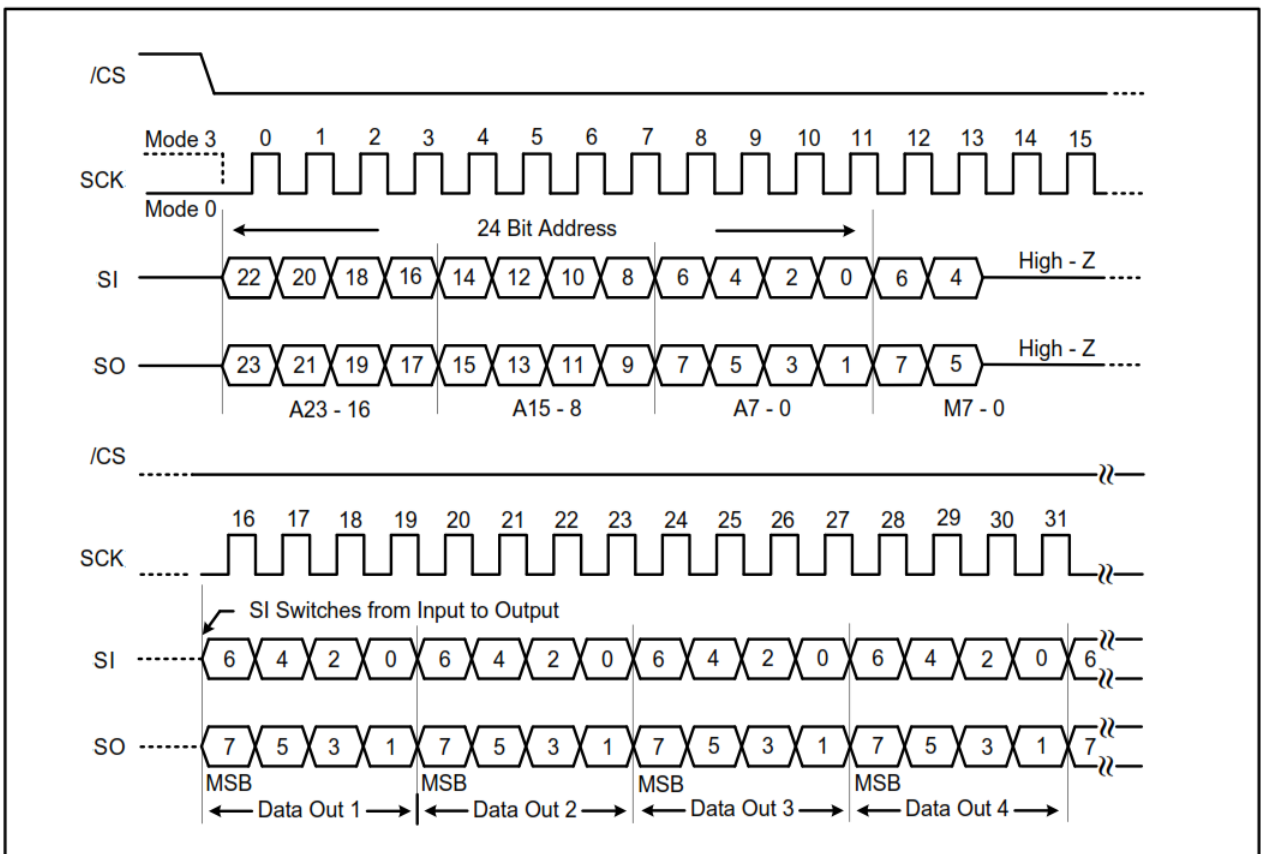 /CS
Mode 3 0 1 2 3 4 5 6 7 8 9 10 11 12 13 14 15
SCK
Mode 0
24 Bit Address
SI 22 20 18 16 14 12 10 8 6 4 2 0 6 4 High - Z
SO 23 21 19 17 15 13 11 9 7 5 3 1 7 5 High - Z
A23 - 16 A15 - 8 A7 - 0 M7 - 0
/CS
16 17 18 19 20 21 22 23 24 25 26 27 28 29 30 31
SCK
SI Switches from Input to Output
SI 6 4 2 0 6 4 2 0 6 4 2 0 6 4 2 0 6
SO 7 5 3 1 7 5 3 1 7 5 3 1 7 5 3 1 7
MSB MSB MSB MSB
Data Out 1 Data Out 2 Data Out 3 Data Out 4